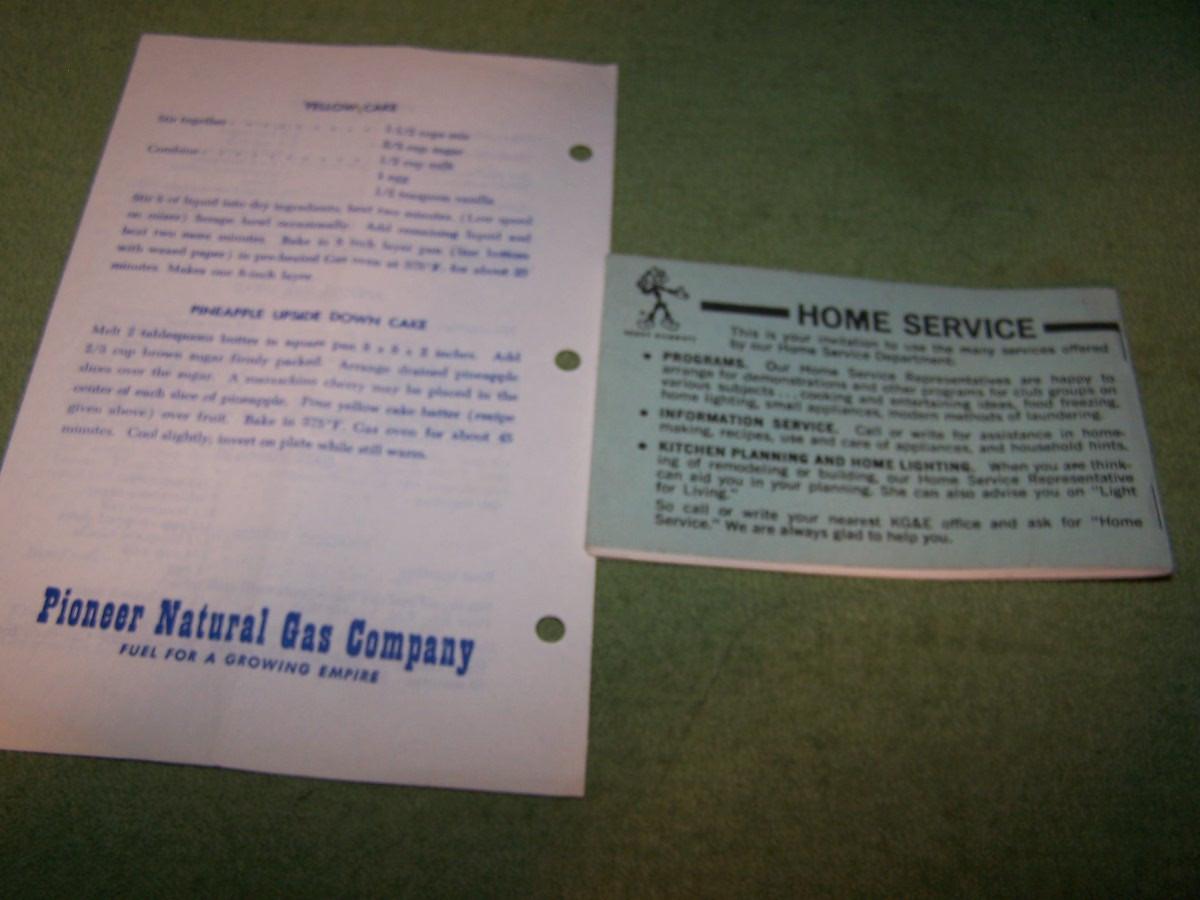 YELLOW CAKE
Stir together
1-1/2 cups mix
2/3 cup sugar
Combine
1/2 cup milk
1 egg
1/2 teaspoon vanilla
of liquid into dry ingredients, beat two minutes. (Low speed
on mixer) Scrape bowl occasionally. Add remaining liquid and
beat two more minutes. Bake in 8 inch layer pan (line bottom
with waxed paper) in pre-heated Gas oven at 375°F. for about 25
minutes. Makes one 8-inch layer.
PINEAPPLE UPSIDE DOWN CAKE
Melt 2 tablespoons butter in square pan 8 x 8 x 2 inches. Add
2/3 cup brown sugar firmly packed. Arrange drained pineapple
slices over the sugar. A maraschino cherry may be placed in the
center of each slice of pineapple. Pour yellow cake batter (recipe
given above) over fruit. Bake in 375°F. Gas oven for about 45
minutes. Cool slightly; invert on plate while still warm.
Pioneer Natural Gas Company
FUEL FOR A GROWING EMPIRE
HOME SERVICE
This is your invitation to use the many services offered
by our Home Service Department.
• PROGRAMS. Our Home Service Representatives are happy to
arrange for demonstrations and other programs for club groups on
various subjects . . . cooking and entertaining ideas, food freezing,
home lighting, small appliances, modern methods of laundering.
• INFORMATION SERVICE. Call or write for assistance in home-
making, recipes, use and care of appliances, and household hints.
• KITCHEN PLANNING AND HOME LIGHTING. When you are think-
ing of remodeling or building, our Home Service Representative
can aid you in your planning. She can also advise you on "Light
for Living."
So call or write your nearest KG&E office and ask for "Home
Service." We are always glad to help you.